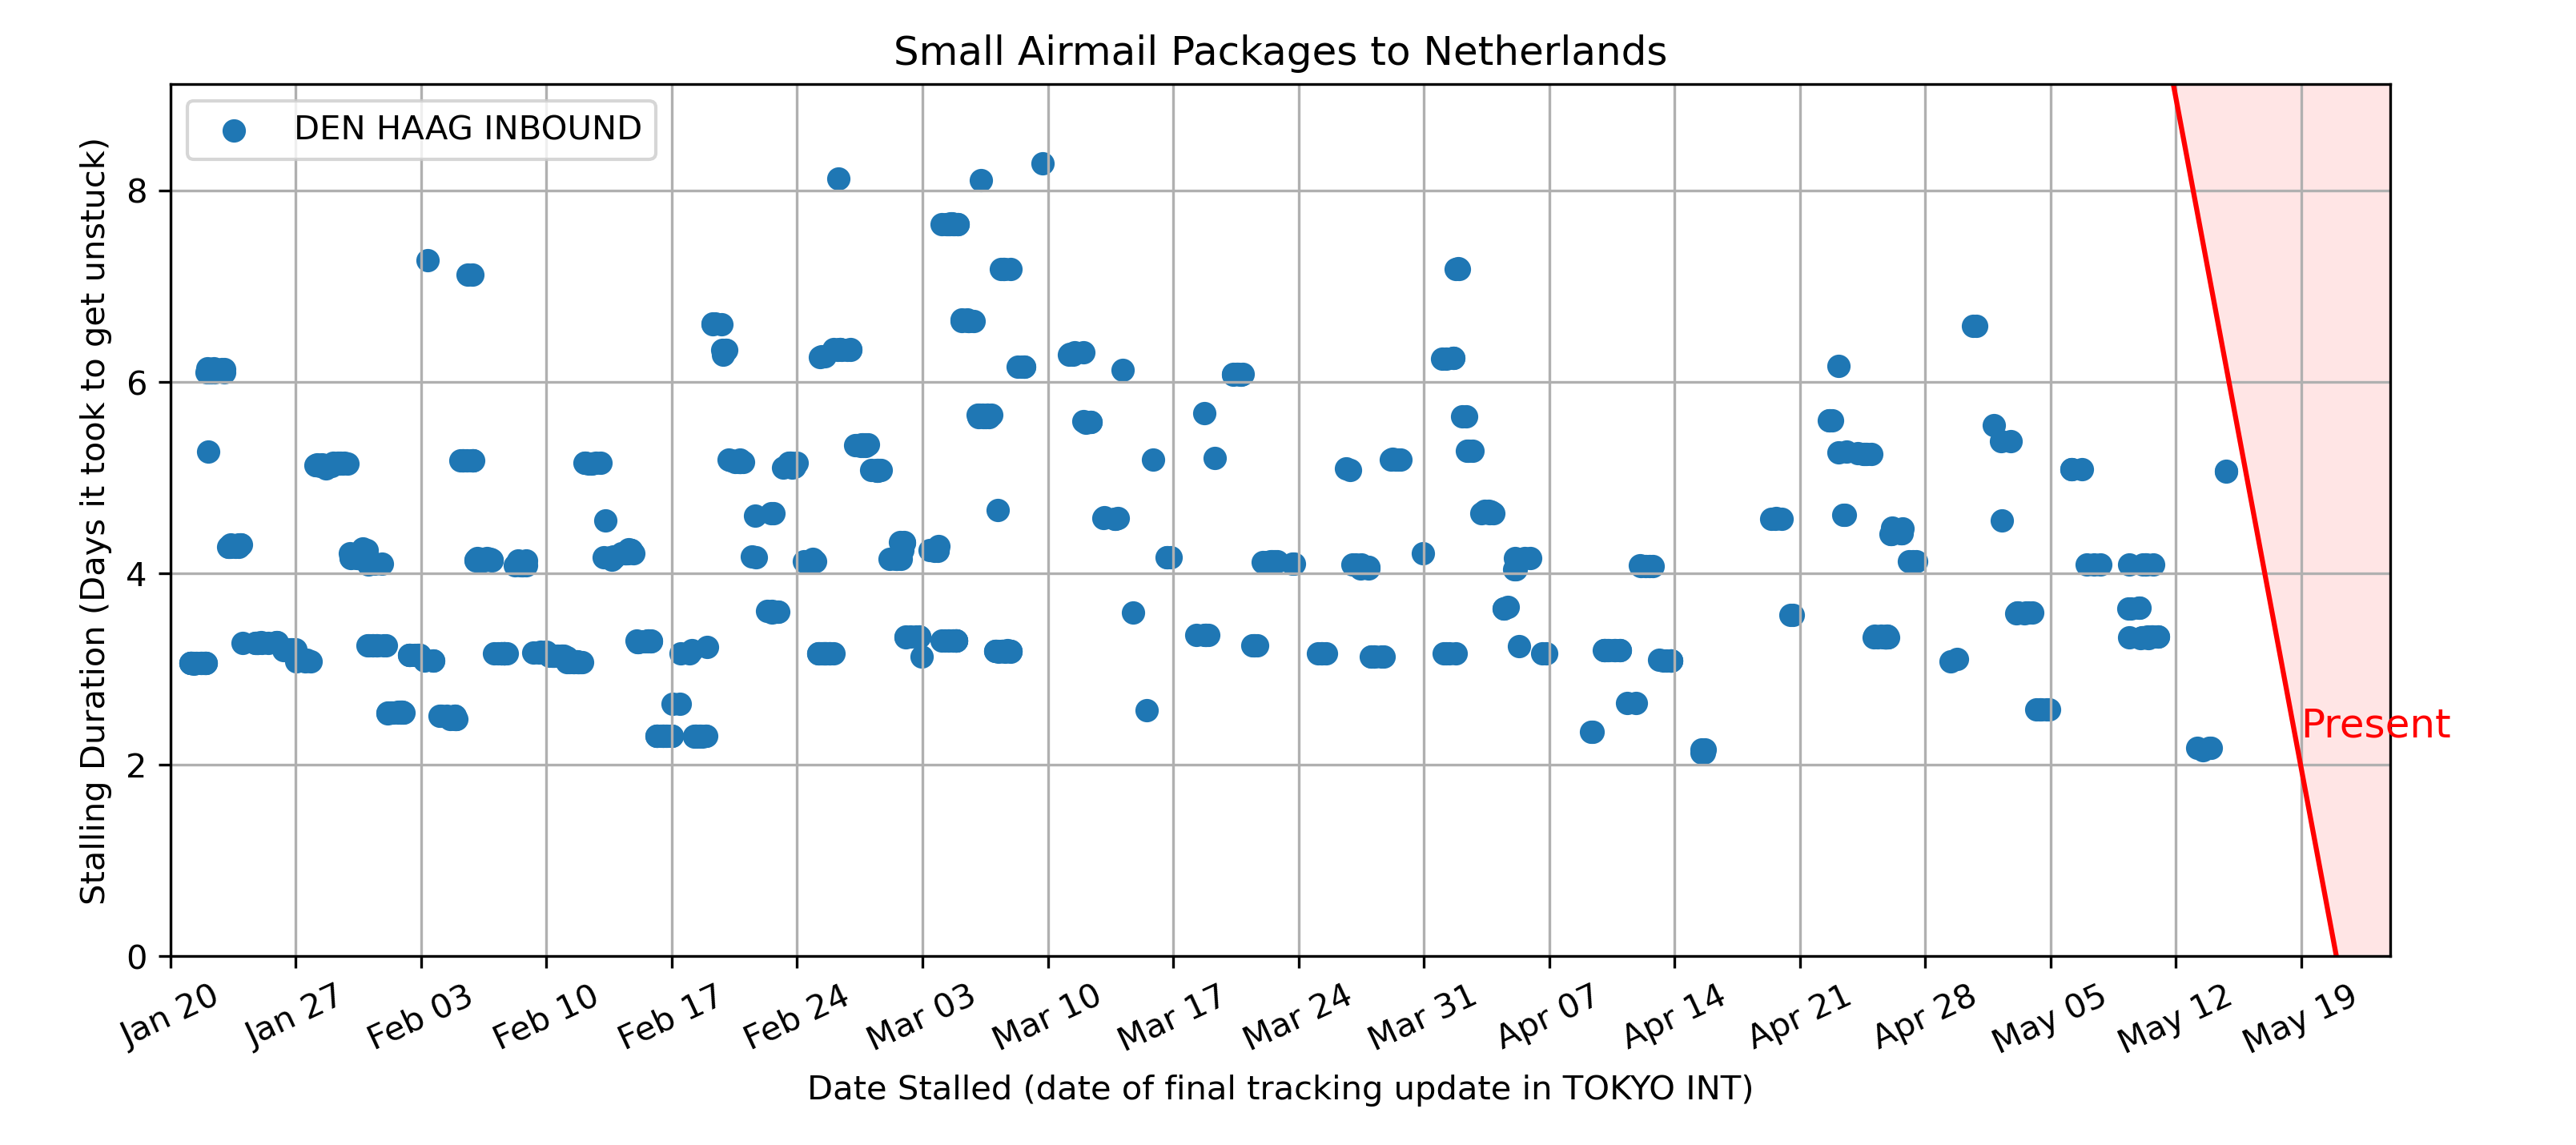 Small Airmail Packages to Netherlands
DEN HAAG INBOUND
Stalling Duration (Days it took to get unstuck)
8
6
4
2
0
Present
Jan 20 Jan 27 Feb 03 Feb 10 Feb 17 Feb 24 Mar 03 Mar 10 Mar 17 Mar 24 Mar 31 Apr 07 Apr 14 Apr 21 Apr 28 May 05 May 12 May 19
Date Stalled (date of final tracking update in TOKYO INT)